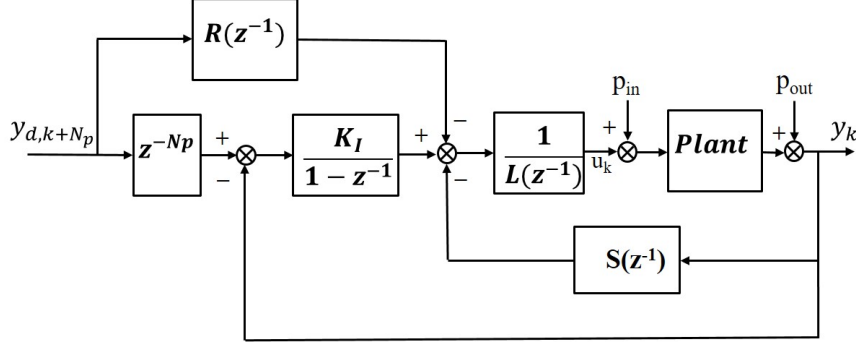 R(z⁻¹)
p_in
p_out
y_{d,k+N_p}
z^{-Np}
+
−
K_I
1 − z⁻¹
+
−
−
1
L(z⁻¹)
u_k
+
Plant
+
y_k
S(z⁻¹)